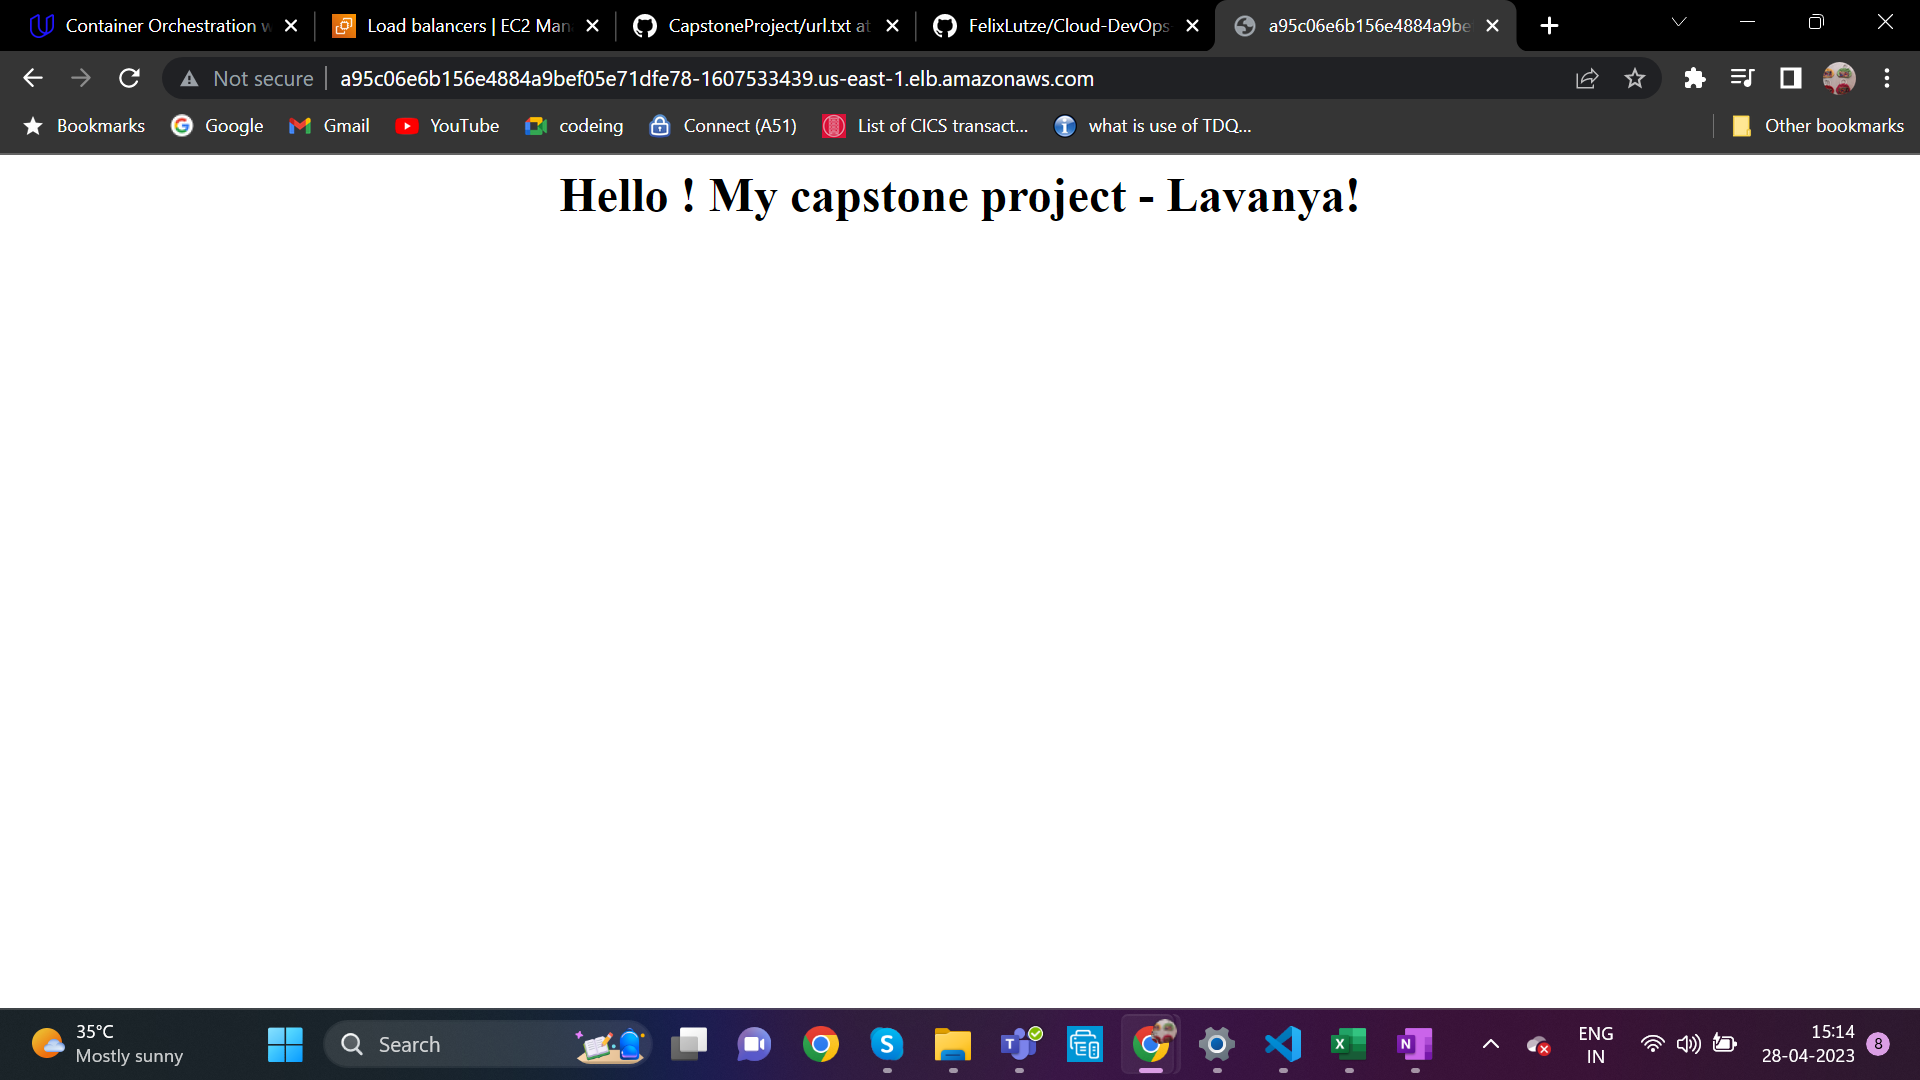 Container Orchestration w
Load balancers | EC2 Man
CapstoneProject/url.txt at
FelixLutze/Cloud-DevOps
a95c06e6b156e4884a9be
Not secure
a95c06e6b156e4884a9bef05e71dfe78-1607533439.us-east-1.elb.amazonaws.com
Bookmarks
Google
Gmail
YouTube
codeing
Connect (A51)
List of CICS transact...
what is use of TDQ...
Other bookmarks
Hello ! My capstone project - Lavanya!
35°C
Mostly sunny
Search
ENG
IN
15:14
28-04-2023
8